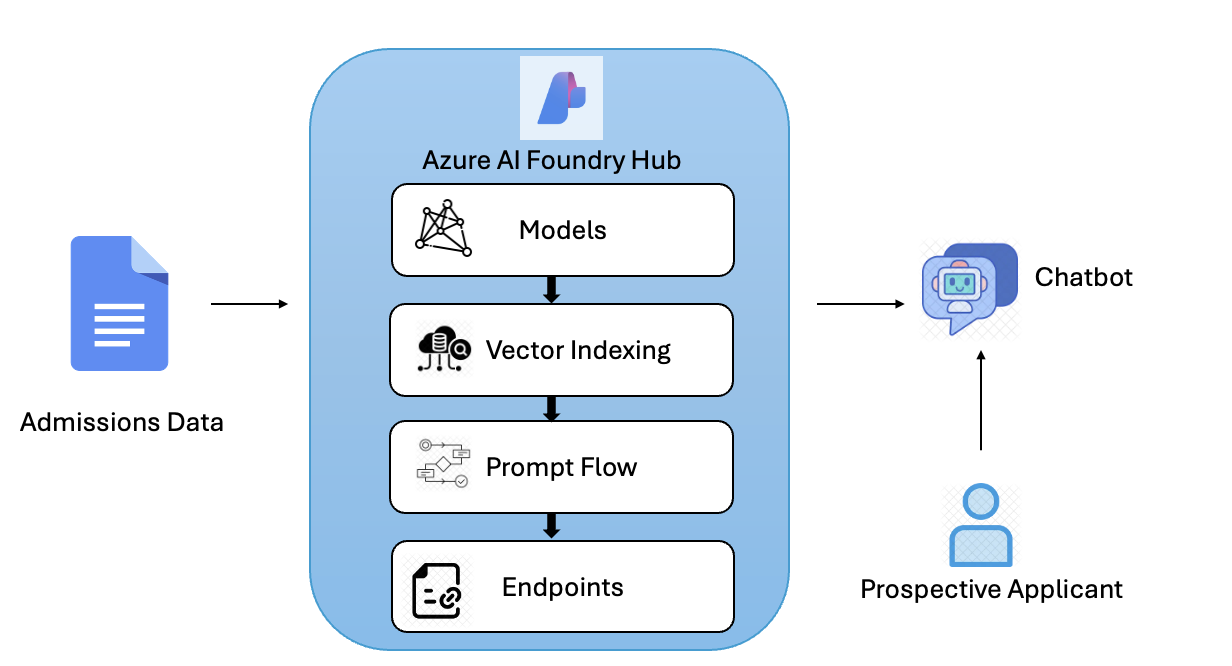 Azure AI Foundry Hub
Models
Vector Indexing
Prompt Flow
Endpoints
Admissions Data
Chatbot
Prospective Applicant